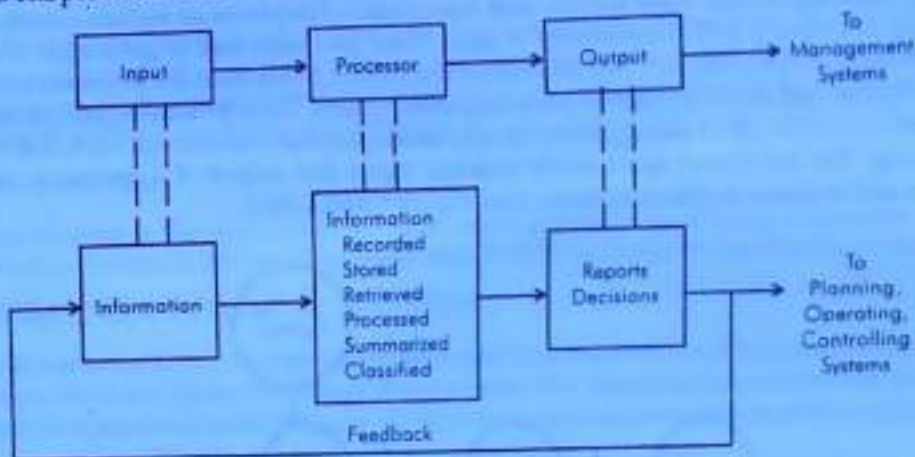 Input
Processor
Output
To
Management
Systems
Information
Information
Recorded
Stored
Retrieved
Processed
Summarized
Classified
Reports
Decisions
To
Planning,
Operating,
Controlling
Systems
Feedback